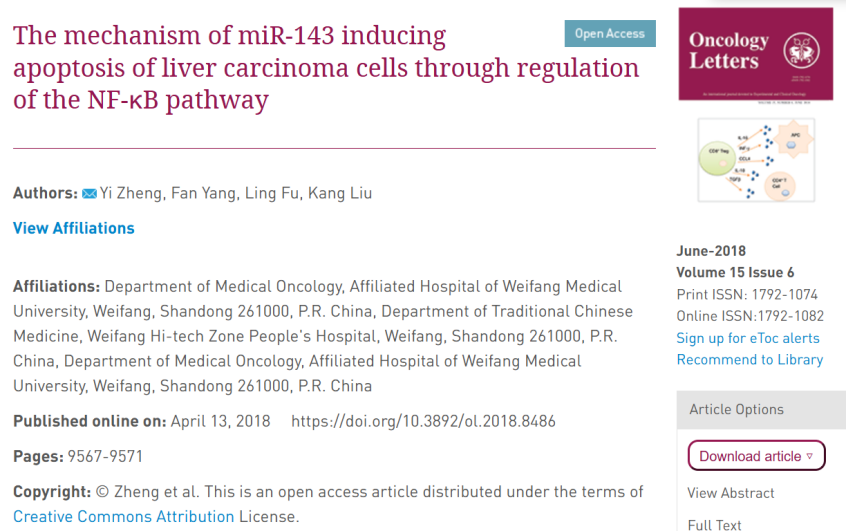 The mechanism of miR-143 inducing
apoptosis of liver carcinoma cells through regulation
of the NF-κB pathway
Open Access
Authors: Yi Zheng, Fan Yang, Ling Fu, Kang Liu
View Affiliations
Affiliations: Department of Medical Oncology, Affiliated Hospital of Weifang Medical
University, Weifang, Shandong 261000, P.R. China, Department of Traditional Chinese
Medicine, Weifang Hi-tech Zone People's Hospital, Weifang, Shandong 261000, P.R.
China, Department of Medical Oncology, Affiliated Hospital of Weifang Medical
University, Weifang, Shandong 261000, P.R. China
Published online on: April 13, 2018 https://doi.org/10.3892/ol.2018.8486
Pages: 9567-9571
Copyright: © Zheng et al. This is an open access article distributed under the terms of
Creative Commons Attribution License.
Oncology
Letters
June-2018
Volume 15 Issue 6
Print ISSN: 1792-1074
Online ISSN:1792-1082
Sign up for eToc alerts
Recommend to Library
Article Options
Download article ▿
View Abstract
Full Text